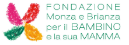 FONDAZIONE
Monza e Brianza
per il BAMBINO
e la sua MAMMA